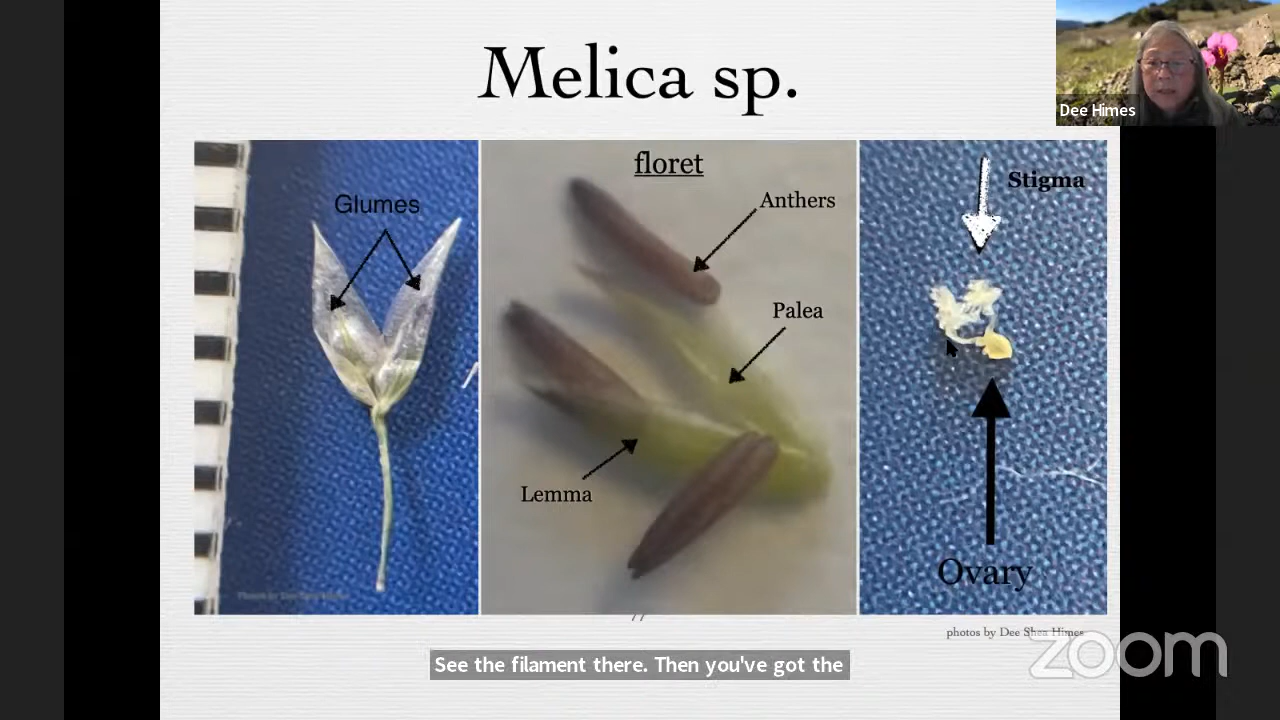 Melica sp.
Dee Himes
Glumes
floret
Anthers
Palea
Lemma
Stigma
Ovary
77
photos by Dee Shea Himes
zoom
See the filament there. Then you've got the